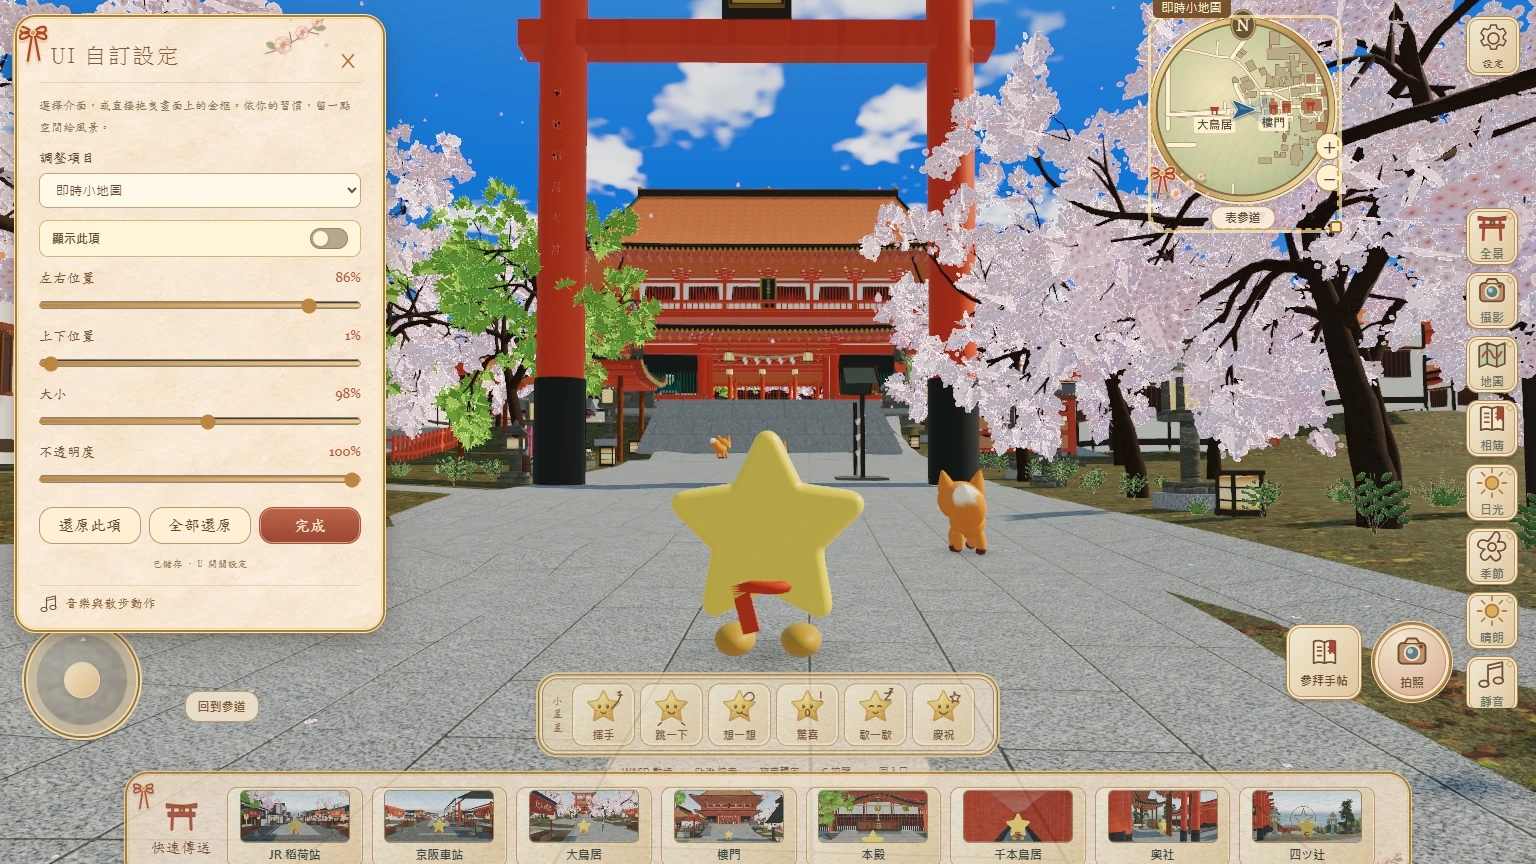 UI 自訂設定
選擇介面，或直接拖曳畫面上的金框。依你的習慣，留一點
空間給風景。
調整項目
即時小地圖
顯示此項
左右位置 86%
上下位置 1%
大小 98%
不透明度 100%
還原此項 全部還原 完成
已儲存 · U 開關設定
音樂與散步動作
回到參道
即時小地圖
N
大鳥居 樓門
+
−
表參道
設定
全景
攝影
地圖
相簿
日光
季節
晴朗
靜音
參拜手帖 拍照
小星星
揮手 跳一下 想一想 驚喜 歇一歇 慶祝
快速傳送
JR 稻荷站 京阪車站 大鳥居 樓門 本殿 千本鳥居 奧社 四ツ辻